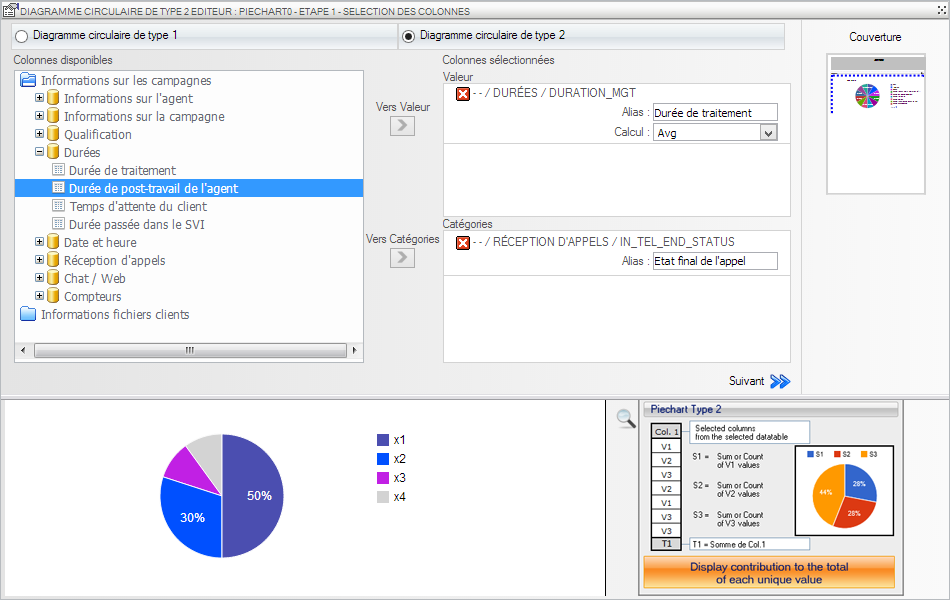 DIAGRAMME CIRCULAIRE DE TYPE 2 EDITEUR : PIECHART0 - ETAPE 1 - SELECTION DES COLONNES
Diagramme circulaire de type 1
Diagramme circulaire de type 2
Colonnes disponibles
Informations sur les campagnes
Informations sur l'agent
Informations sur la campagne
Qualification
Durées
Durée de traitement
Durée de post-travail de l'agent
Temps d'attente du client
Durée passée dans le SVI
Date et heure
Réception d'appels
Chat / Web
Compteurs
Informations fichiers clients
Vers Valeur
Vers Catégories
Colonnes sélectionnées
Valeur
- - / DURÉES / DURATION_MGT
Alias : Durée de traitement
Calcul : Avg
Catégories
- - / RÉCEPTION D'APPELS / IN_TEL_END_STATUS
Alias : Etat final de l'appel
Suivant
Couverture
50%
30%
x1
x2
x3
x4
Piechart Type 2
Col. 1
V1
V2
V3
V2
V1
V3
V3
T1
Selected columns
from the selected datatable
S1 = Sum or Count
of V1 values
S2 = Sum or Count
of V2 values
S3 = Sum or Count
of V3 values
T1 = Somme de Col.1
S1 S2 S3
28%
44%
28%
Display contribution to the total
of each unique value